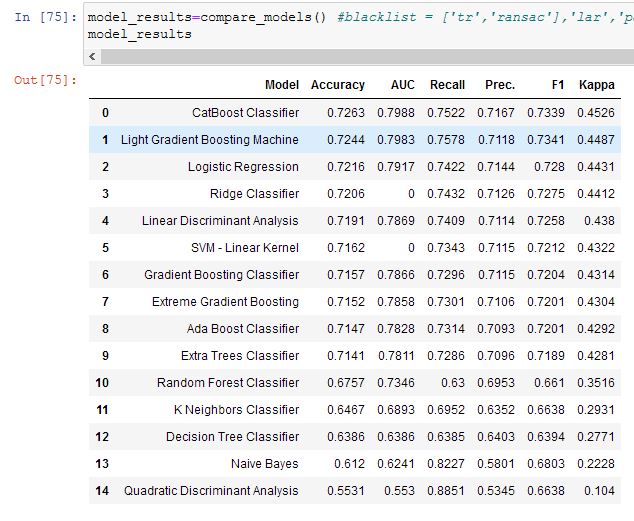 In [75]: model_results=compare_models() #blacklist = ['tr','ransac'],'lar',
model_results
Out[75]:
Model Accuracy AUC Recall Prec. F1 Kappa
0 CatBoost Classifier 0.7263 0.7988 0.7522 0.7167 0.7339 0.4526
1 Light Gradient Boosting Machine 0.7244 0.7983 0.7578 0.7118 0.7341 0.4487
2 Logistic Regression 0.7216 0.7917 0.7422 0.7144 0.728 0.4431
3 Ridge Classifier 0.7206 0 0.7432 0.7126 0.7275 0.4412
4 Linear Discriminant Analysis 0.7191 0.7869 0.7409 0.7114 0.7258 0.438
5 SVM - Linear Kernel 0.7162 0 0.7343 0.7115 0.7212 0.4322
6 Gradient Boosting Classifier 0.7157 0.7866 0.7296 0.7115 0.7204 0.4314
7 Extreme Gradient Boosting 0.7152 0.7858 0.7301 0.7106 0.7201 0.4304
8 Ada Boost Classifier 0.7147 0.7828 0.7314 0.7093 0.7201 0.4292
9 Extra Trees Classifier 0.7141 0.7811 0.7286 0.7096 0.7189 0.4281
10 Random Forest Classifier 0.6757 0.7346 0.63 0.6953 0.661 0.3516
11 K Neighbors Classifier 0.6467 0.6893 0.6952 0.6352 0.6638 0.2931
12 Decision Tree Classifier 0.6386 0.6386 0.6385 0.6403 0.6394 0.2771
13 Naive Bayes 0.612 0.6241 0.8227 0.5801 0.6803 0.2228
14 Quadratic Discriminant Analysis 0.5531 0.553 0.8851 0.5345 0.6638 0.104